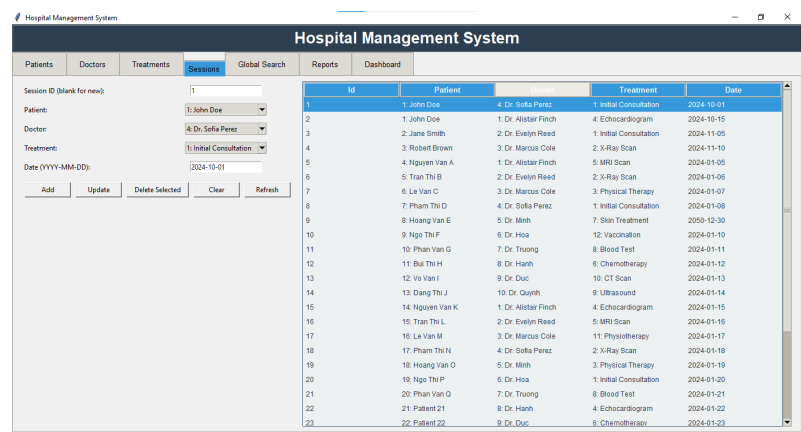 Hospital Management System
Hospital Management System
Patients Doctors Treatments Sessions Global Search Reports Dashboard
Session ID (blank for new): 1
Patient: 1: John Doe
Doctor: 4: Dr. Sofia Perez
Treatment: 1: Initial Consultation
Date (YYYY-MM-DD): 2024-10-01
Add Update Delete Selected Clear Refresh
Id Patient Doctor Treatment Date
1 1: John Doe 4: Dr. Sofia Perez 1: Initial Consultation 2024-10-01
2 1: John Doe 1: Dr. Alistair Finch 4: Echocardiogram 2024-10-15
3 2: Jane Smith 2: Dr. Evelyn Reed 1: Initial Consultation 2024-11-05
4 3: Robert Brown 3: Dr. Marcus Cole 2: X-Ray Scan 2024-11-10
5 4: Nguyen Van A 1: Dr. Alistair Finch 5: MRI Scan 2024-01-05
6 5: Tran Thi B 2: Dr. Evelyn Reed 2: X-Ray Scan 2024-01-06
7 6: Le Van C 3: Dr. Marcus Cole 3: Physical Therapy 2024-01-07
8 7: Pham Thi D 4: Dr. Sofia Perez 1: Initial Consultation 2024-01-08
9 8: Hoang Van E 5: Dr. Minh 7: Skin Treatment 2050-12-30
10 9: Ngo Thi F 6: Dr. Hoa 12: Vaccination 2024-01-10
11 10: Phan Van G 7: Dr. Truong 8: Blood Test 2024-01-11
12 11: Bui Thi H 8: Dr. Hanh 6: Chemotherapy 2024-01-12
13 12: Vo Van I 9: Dr. Duc 10: CT Scan 2024-01-13
14 13: Dang Thi J 10: Dr. Quynh 9: Ultrasound 2024-01-14
15 14: Nguyen Van K 1: Dr. Alistair Finch 4: Echocardiogram 2024-01-15
16 15: Tran Thi L 2: Dr. Evelyn Reed 5: MRI Scan 2024-01-16
17 16: Le Van M 3: Dr. Marcus Cole 11: Physiotherapy 2024-01-17
18 17: Pham Thi N 4: Dr. Sofia Perez 2: X-Ray Scan 2024-01-18
19 18: Hoang Van O 5: Dr. Minh 3: Physical Therapy 2024-01-19
20 19: Ngo Thi P 6: Dr. Hoa 1: Initial Consultation 2024-01-20
21 20: Phan Van Q 7: Dr. Truong 8: Blood Test 2024-01-21
22 21: Patient 21 8: Dr. Hanh 4: Echocardiogram 2024-01-22
23 22: Patient 22 9: Dr. Duc 6: Chemotherapy 2024-01-23